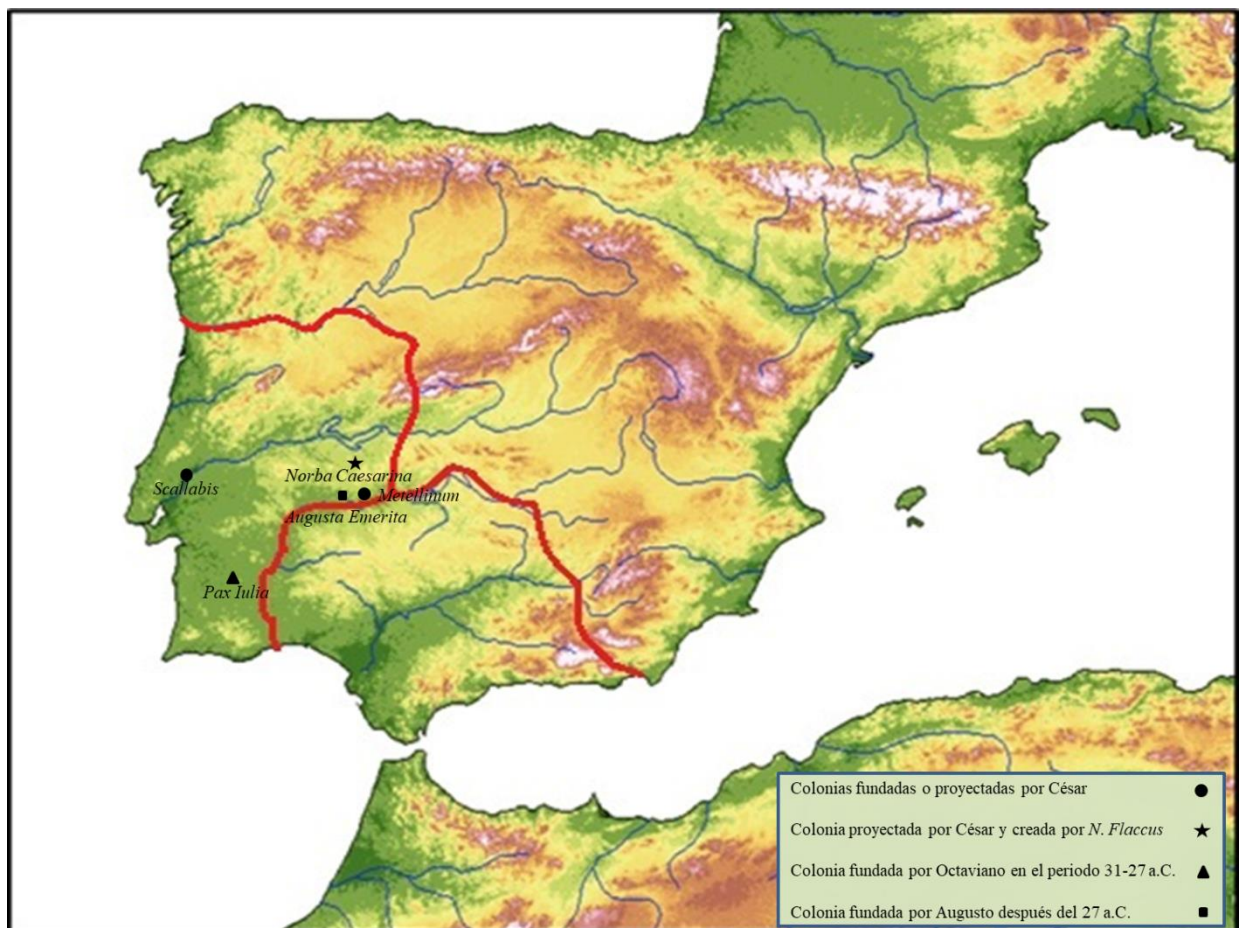 Norba Caesarina
Scallabis
Metellinum
Augusta Emerita
Pax Iulia
Colonias fundadas o proyectadas por César
Colonia proyectada por César y creada por N. Flaccus
Colonia fundada por Octaviano en el periodo 31-27 a.C.
Colonia fundada por Augusto después del 27 a.C.